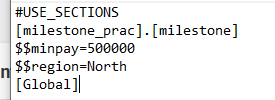 #USE_SECTIONS
[milestone_prac].[milestone]
$$minpay=500000
$$region=North
[Global]